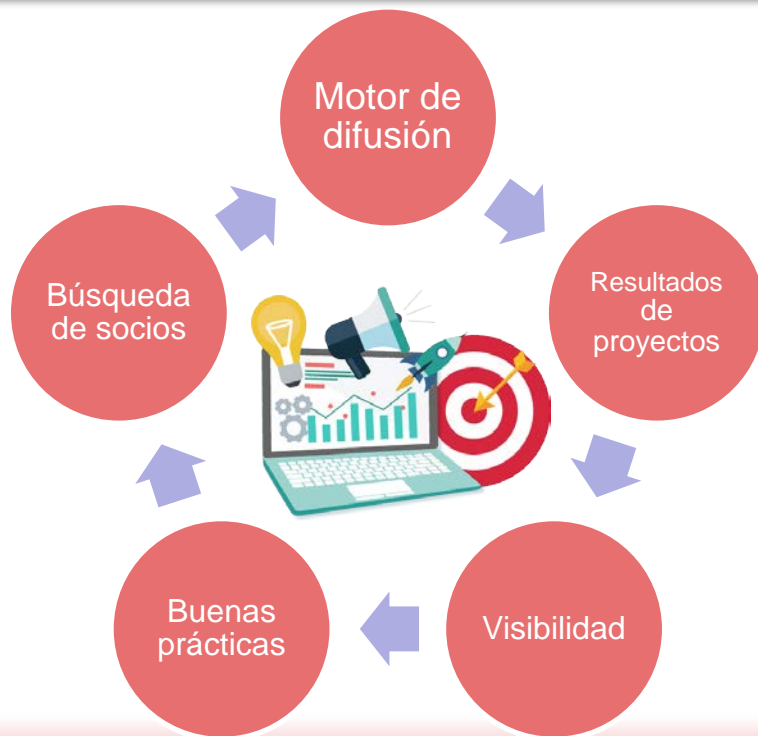 Motor de
difusión
Resultados
de
proyectos
Visibilidad
Buenas
prácticas
Búsqueda
de socios